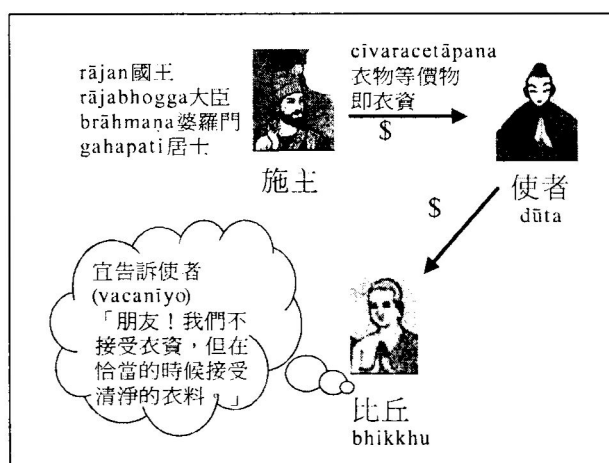 rājan國王
rājabhogga大臣
brāhmaṇa婆羅門
gahapati居士
施主
cīvaracetāpana
衣物等價物
即衣資
$
使者
dūta
$
宜告訴使者
(vacanīyo)
「朋友！我們不
接受衣資，但在
恰當的時候接受
清淨的衣料。」
比丘
bhikkhu